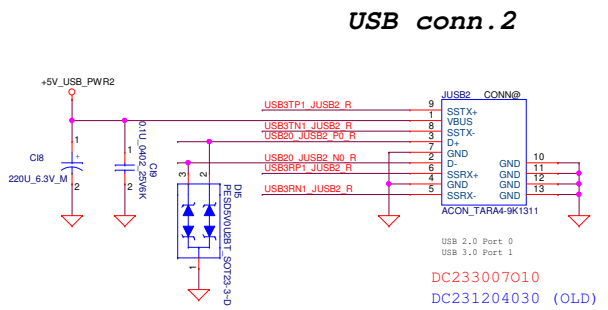 USB conn.2
+5V_USB_PWR2
JUSB2 CONN@
USB3TP1_JUSB2_R 9 SSTX+
1 VBUS
USB3TN1_JUSB2_R 8 SSTX-
USB20_JUSB2_P0_R 3 D+
7 GND
USB20_JUSB2_N0_R 2 D- GND 10
USB3RP1_JUSB2_R 6 SSRX+ GND 11
4 GND GND 12
USB3RN1_JUSB2_R 5 SSRX- GND 13
ACON_TARA4-9K1311
1
+
CI8
220U_6.3V_M
2
0.1U_0402_25V6K
CI9
1
2
3
2
DI5
PESD5V0U2BT_SOT23-3~D
1
USB 2.0 Port 0
USB 3.0 Port 1
DC233007O10
DC231204030 (OLD)